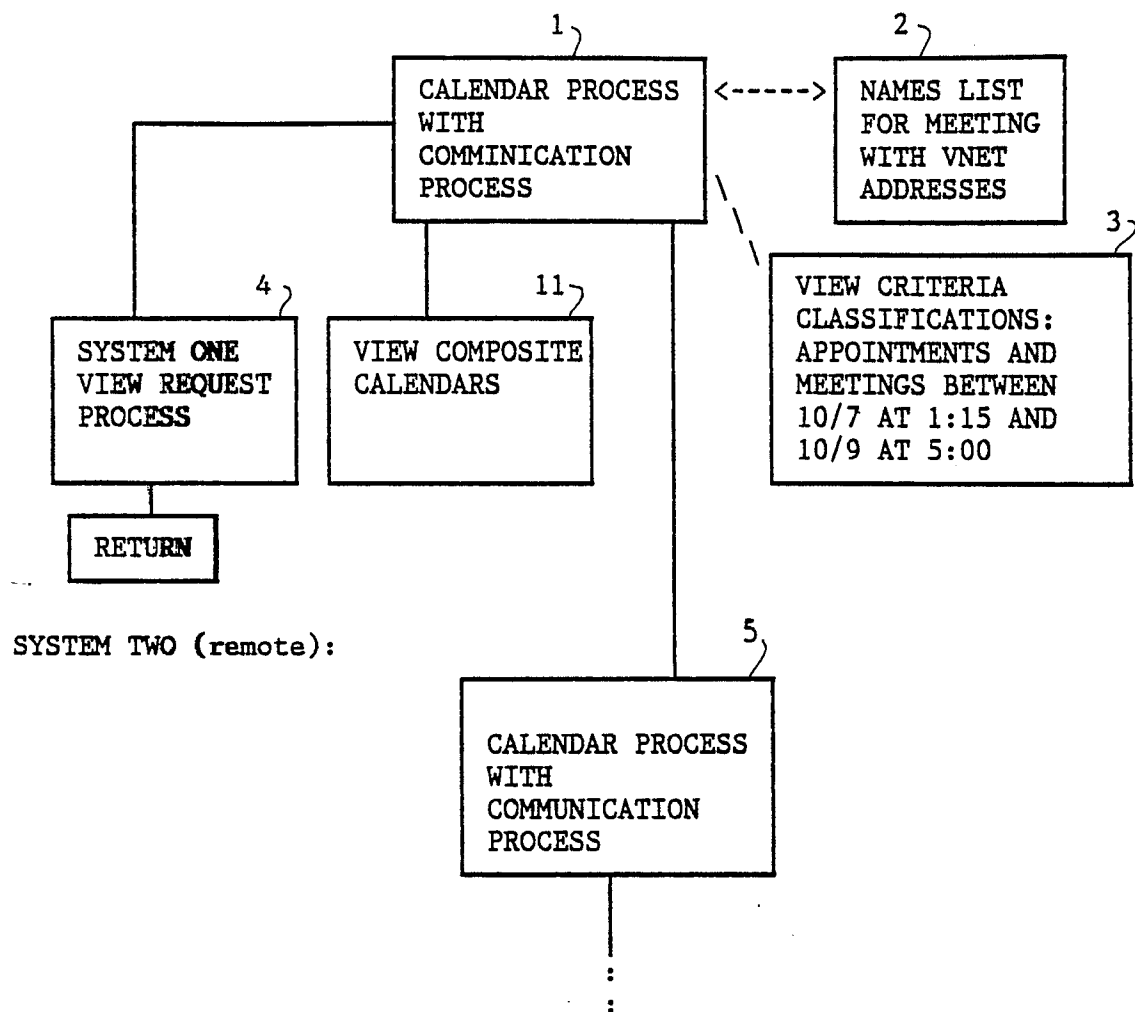 1
CALENDAR PROCESS
WITH
COMMINICATION
PROCESS
<----->
2
NAMES LIST
FOR MEETING
WITH VNET
ADDRESSES
3
VIEW CRITERIA
CLASSIFICATIONS:
APPOINTMENTS AND
MEETINGS BETWEEN
10/7 AT 1:15 AND
10/9 AT 5:00
4
SYSTEM ONE
VIEW REQUEST
PROCESS
11
VIEW COMPOSITE
CALENDARS
RETURN
SYSTEM TWO (remote):
5
CALENDAR PROCESS
WITH
COMMUNICATION
PROCESS